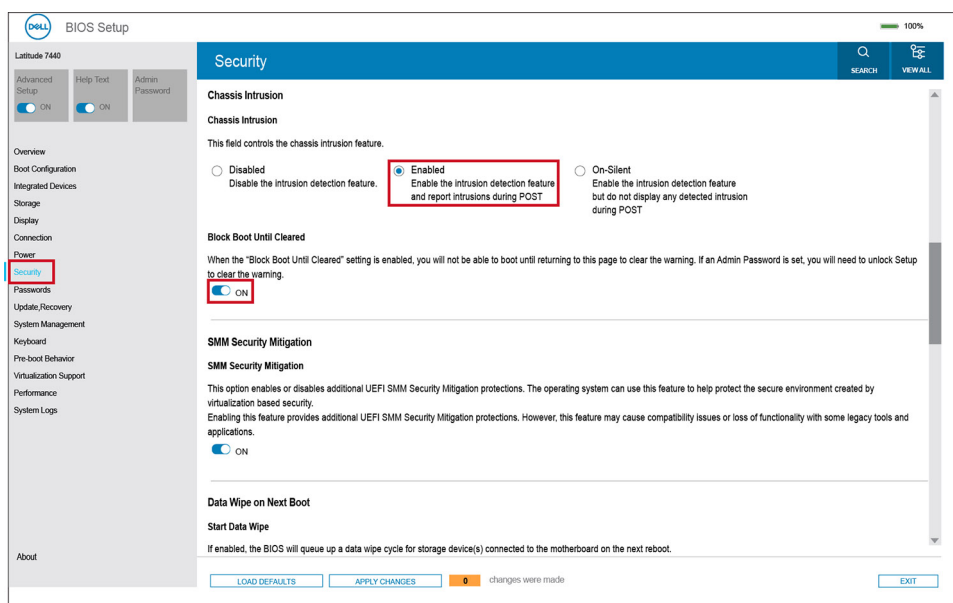 DELL
BIOS Setup
100%
Latitude 7440
Advanced
Setup
ON
Help Text
ON
Admin
Password
Overview
Boot Configuration
Integrated Devices
Storage
Display
Connection
Power
Security
Passwords
Update,Recovery
System Management
Keyboard
Pre-boot Behavior
Virtualization Support
Performance
System Logs
About
Security
SEARCH
VIEW ALL
Chassis Intrusion
Chassis Intrusion
This field controls the chassis intrusion feature.
Disabled
Disable the intrusion detection feature.
Enabled
Enable the intrusion detection feature
and report intrusions during POST
On-Silent
Enable the intrusion detection feature
but do not display any detected intrusion
during POST
Block Boot Until Cleared
When the “Block Boot Until Cleared” setting is enabled, you will not be able to boot until returning to this page to clear the warning. If an Admin Password is set, you will need to unlock Setup
to clear the warning.
ON
SMM Security Mitigation
SMM Security Mitigation
This option enables or disables additional UEFI SMM Security Mitigation protections. The operating system can use this feature to help protect the secure environment created by
virtualization based security.
Enabling this feature provides additional UEFI SMM Security Mitigation protections. However, this feature may cause compatibility issues or loss of functionality with some legacy tools and
applications.
ON
Data Wipe on Next Boot
Start Data Wipe
If enabled, the BIOS will queue up a data wipe cycle for storage device(s) connected to the motherboard on the next reboot.
LOAD DEFAULTS
APPLY CHANGES
0
changes were made
EXIT